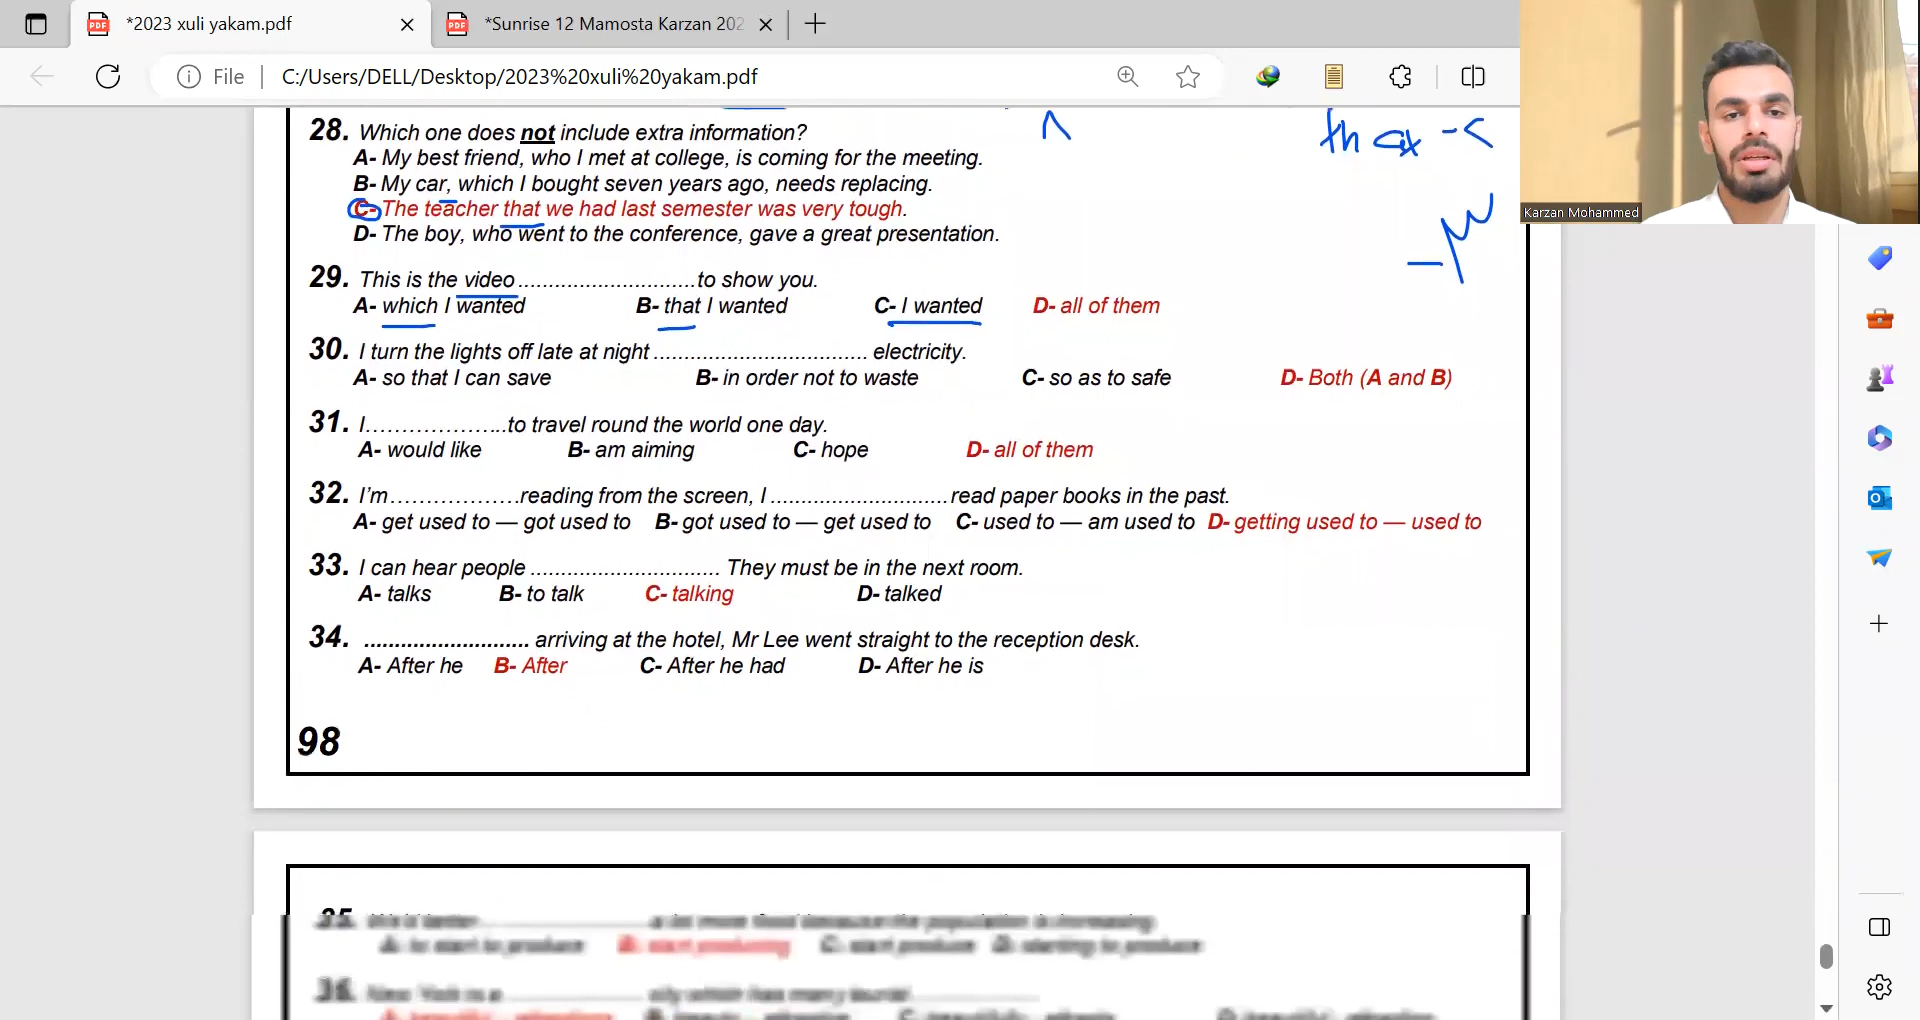 *2023 xuli yakam.pdf
*Sunrise 12 Mamosta Karzan 202
File
C:/Users/DELL/Desktop/2023%20xuli%20yakam.pdf
Karzan Mohammed
28. Which one does not include extra information?
A- My best friend, who I met at college, is coming for the meeting.
B- My car, which I bought seven years ago, needs replacing.
C- The teacher that we had last semester was very tough.
D- The boy, who went to the conference, gave a great presentation.
29. This is the video..............................to show you.
A- which I wanted B- that I wanted C- I wanted D- all of them
30. I turn the lights off late at night .................................... electricity.
A- so that I can save B- in order not to waste C- so as to safe D- Both (A and B)
31. I……………….…to travel round the world one day.
A- would like B- am aiming C- hope D- all of them
32. I’m………………reading from the screen, I ..............................read paper books in the past.
A- get used to — got used to B- got used to — get used to C- used to — am used to D- getting used to — used to
33. I can hear people ................................ They must be in the next room.
A- talks B- to talk C- talking D- talked
34. ........................... arriving at the hotel, Mr Lee went straight to the reception desk.
A- After he B- After C- After he had D- After he is
98